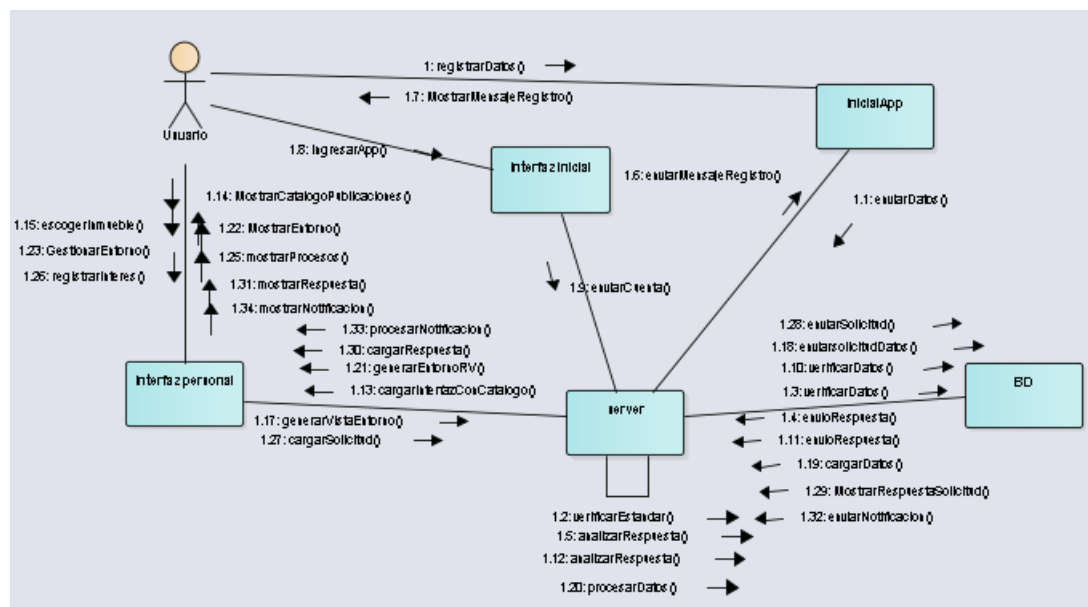 1: registrarDatos()
1.7: MostrarMensajeRegistro()
InicialApp
Usuario
1.8: IngresarApp()
InterfazInicial
1.6: enviarMensajeRegistro()
1.1: enviarDatos()
1.14: MostrarCatalogoPublicaciones()
1.15: escogerInmueble()
1.22: MostrarEntorno()
1.23: GestionarEntorno()
1.25: mostrarProcesos()
1.26: registrarInteres()
1.31: mostrarRespuesta()
1.34: mostrarNotificacion()
1.9: enviarCuenta()
1.33: procesarNotificacion()
1.30: cargarRespuesta()
1.21: generarEntornoRV()
1.13: cargarInterfazConCatalogo()
1.28: enviarSolicitud()
1.18: enviarsolicitudDatos()
1.10: verificarDatos()
1.3: verificarDatos()
Interfazpersonal
server
BD
1.17: generarVistaEntorno()
1.27: cargarSolicitud()
1.4: envioRespuesta()
1.11: envioRespuesta()
1.19: cargarDatos()
1.29: MostrarRespuestaSolicitud()
1.32: enviarNotificacion()
1.2: verificarEstandar()
1.5: analizarRespuesta()
1.12: analizarRespuesta()
1.20: procesarDatos()